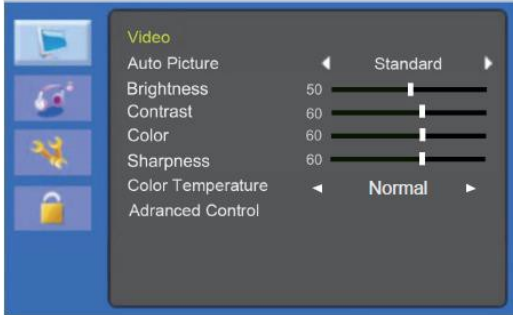 Video
Auto Picture Standard
Brightness 50
Contrast 60
Color 60
Sharpness 60
Color Temperature Normal
Adranced Control